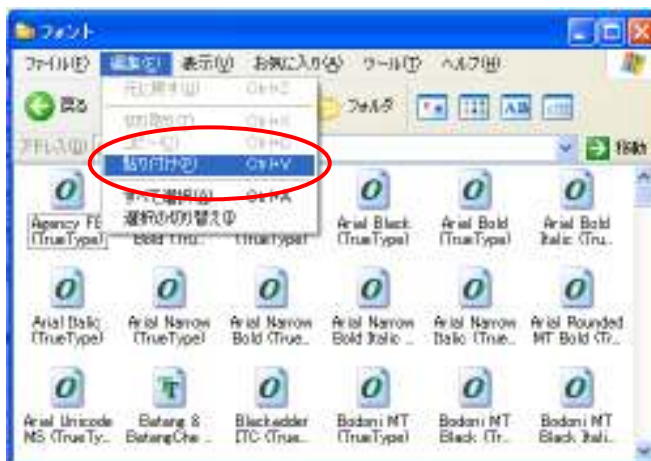 フォント
ファイル(F) 編集(E) 表示(V) お気に入り(A) ツール(T) ヘルプ(H)
戻る フォルダ
元に戻す(U) Ctrl+Z
切り取り(T) Ctrl+X
コピー(C) Ctrl+C
アドレス(D) 移動
貼り付け(P) Ctrl+V
すべて選択(A) Ctrl+A
選択の切り替え(I)
Agency FB Arial Black Arial Bold Arial Bold
(TrueType) Bold (Tru... (TrueType) (TrueType) (TrueType) Italic (Tru...
Arial Italic Arial Narrow Arial Narrow Arial Narrow Arial Narrow Arial Rounded
(TrueType) (TrueType) Bold (True... Bold Italic ... Italic (True... MT Bold (Tr...
Arial Unicode Batang & Blackadder Bodoni MT Bodoni MT Bodoni MT
MS (TrueTy... BatangChe ... ITC (True... (TrueType) Black (Tr... Black Itali...